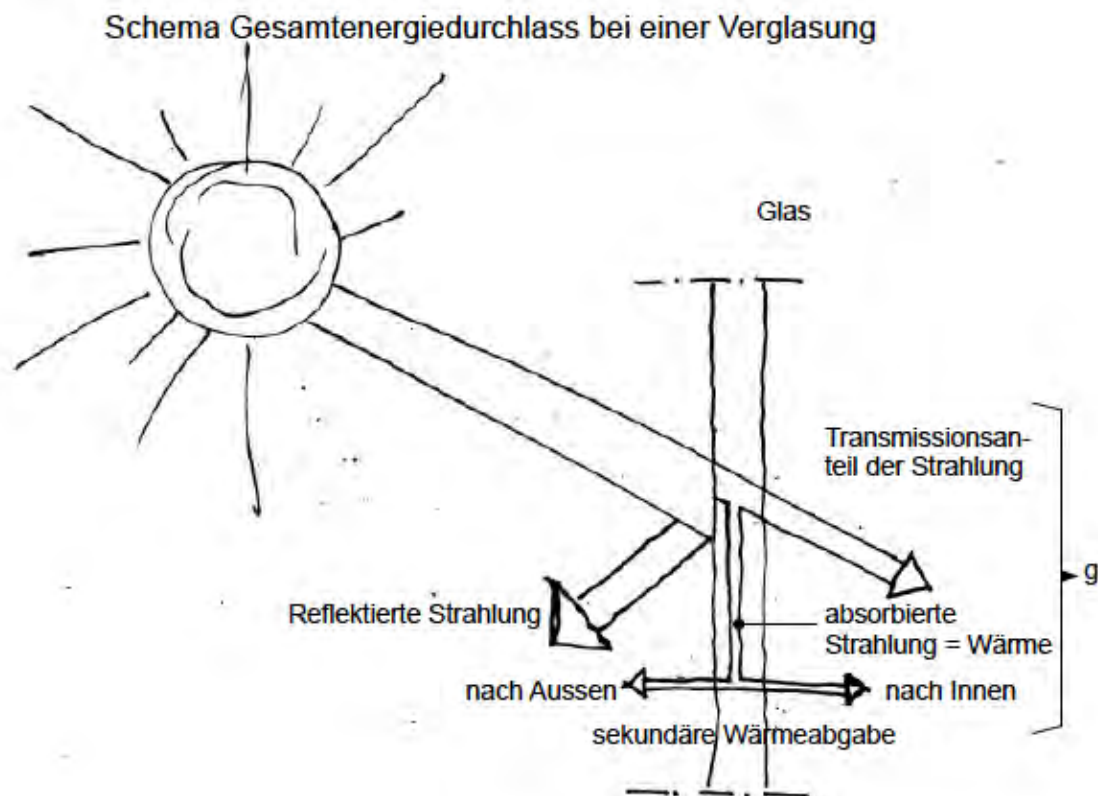 Schema Gesamtenergiedurchlass bei einer Verglasung
Glas
Transmissionsan-
teil der Strahlung
g
Reflektierte Strahlung
absorbierte
Strahlung = Wärme
nach Aussen
nach Innen
sekundäre Wärmeabgabe